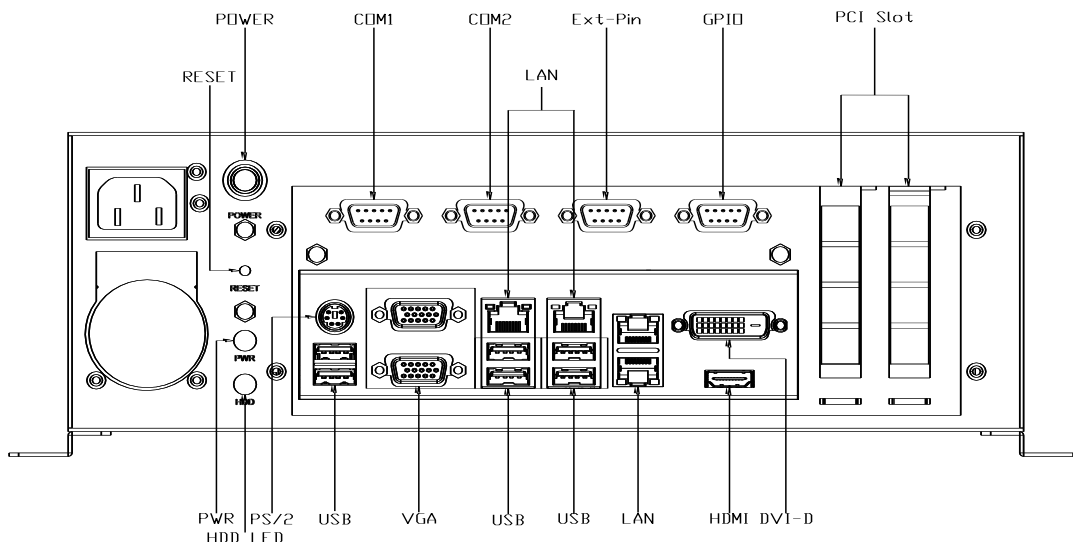 POWER COM1 COM2 Ext-Pin GPIO PCI Slot
RESET LAN
POWER
RESET
PWR
HDD
PWR PS/2 USB VGA USB USB LAN HDMI DVI-D
HDD LED